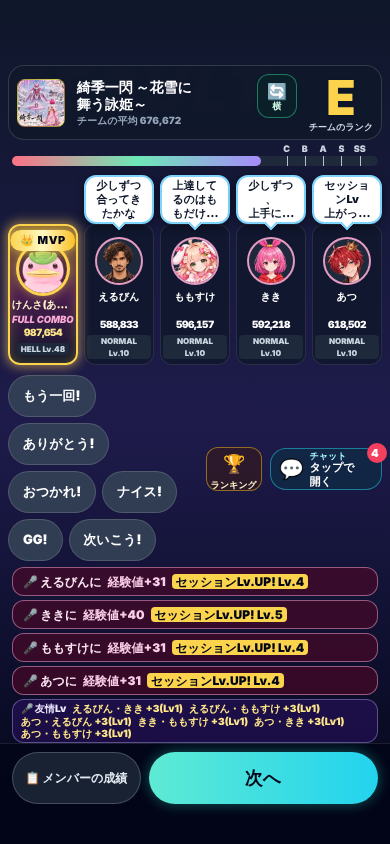 綺季一閃 ～花雪に
舞う詠姫～
チームの平均 676,672
🔄
横
E
チームのランク
C B A S SS
少しずつ
合ってき
たかな
上達して
るのはも
もだけ…
少しずつ
、
上手に…
セッショ
ンLv
上がっ…
👑 MVP
けんさ(あ…
FULL COMBO
987,654
HELL Lv.48
えるびん
588,833
NORMAL
Lv.10
ももすけ
596,157
NORMAL
Lv.10
きき
592,218
NORMAL
Lv.10
あつ
618,502
NORMAL
Lv.10
もう一回!
ありがとう!
おつかれ!
ナイス!
GG!
次いこう!
🏆
ランキング
💬 チャット
タップで
開く
4
🎤 えるびんに 経験値+31 セッションLv.UP! Lv.4
🎤 ききに 経験値+40 セッションLv.UP! Lv.5
🎤 ももすけに 経験値+31 セッションLv.UP! Lv.4
🎤 あつに 経験値+31 セッションLv.UP! Lv.4
🎤 友情Lv えるびん・きき +3(Lv1) えるびん・ももすけ +3(Lv1)
あつ・えるびん +3(Lv1) きき・ももすけ +3(Lv1) あつ・きき +3(Lv1)
あつ・ももすけ +3(Lv1)
📋 メンバーの成績
次へ